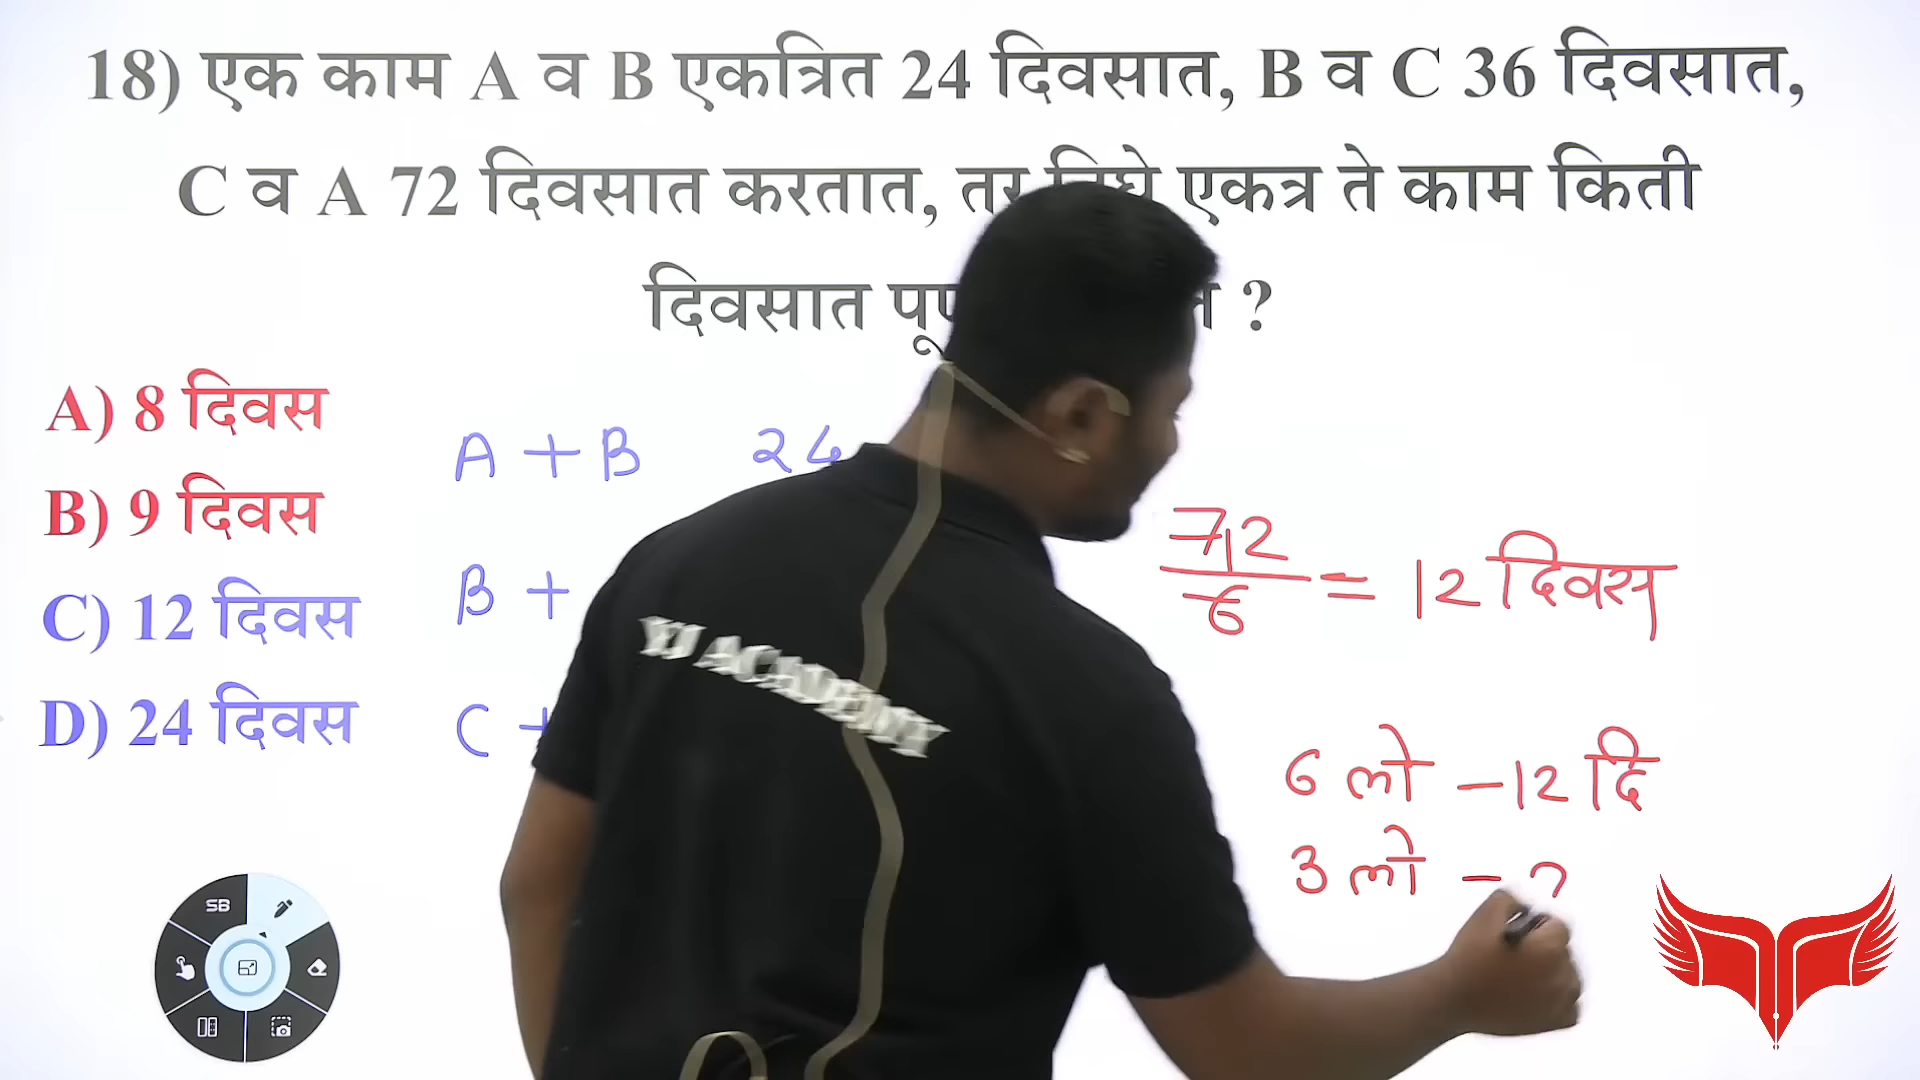 18) एक काम A व B एकत्रित 24 दिवसात, B व C 36 दिवसात,
C व A 72 दिवसात करतात, तर एकत्र ते काम किती
दिवसात ?
A) 8 दिवस
B) 9 दिवस
C) 12 दिवस
D) 24 दिवस
A + B 24
B +
C +
72
6
= 12 दिवस
6 लो - 12 दि
3 लो - ?
YJ ACADEMY
SB